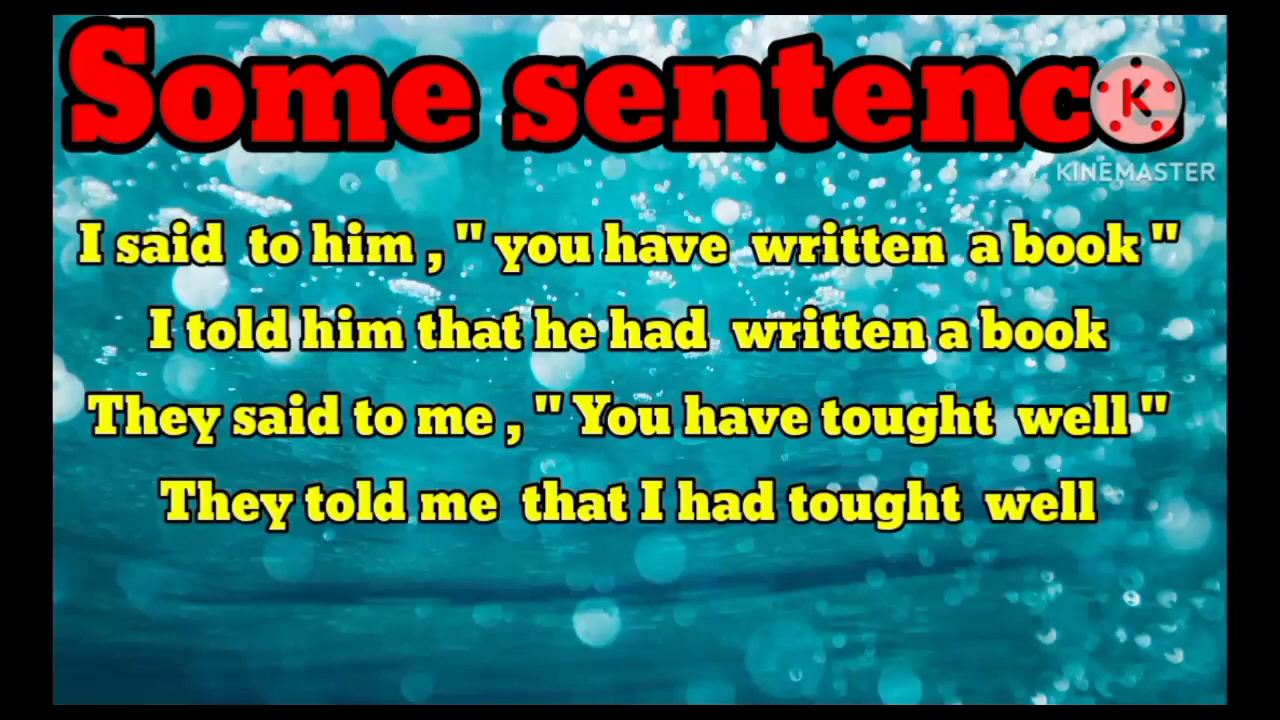 Some sentence
K
KINEMASTER
I said to him , " you have written a book "
I told him that he had written a book
They said to me , " You have tought well "
They told me that I had tought well